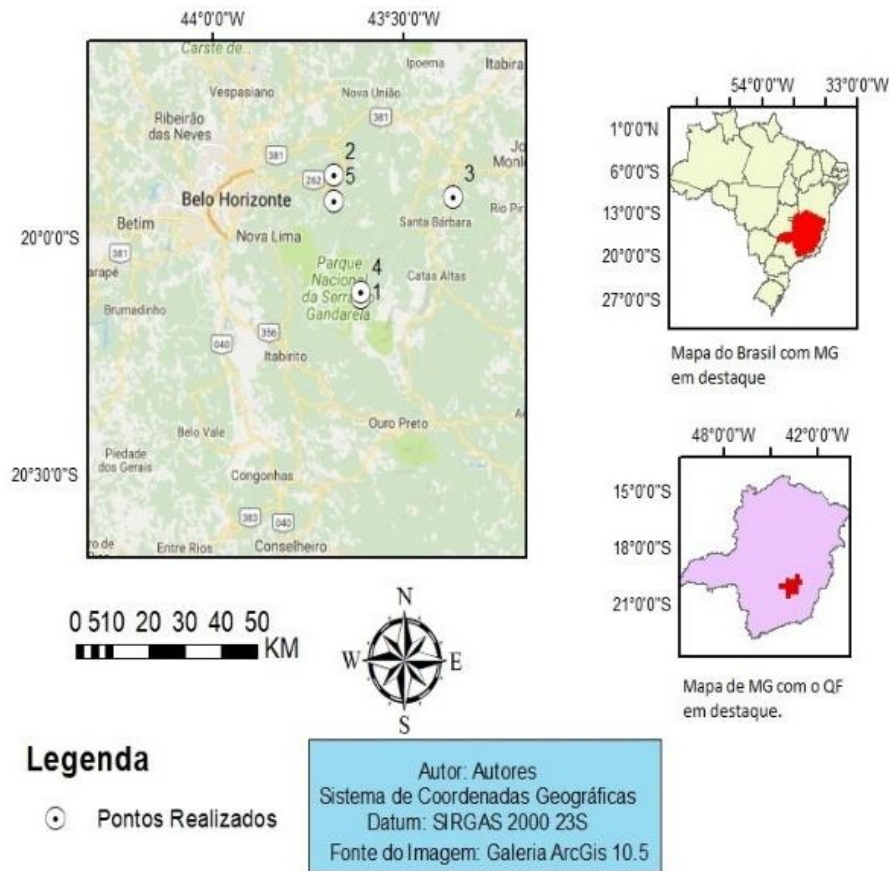 44°0'0"W
43°30'0"W
Carste de...
Ipoema
Itabira
Vespasiano
Nova União
Ribeirão
das Neves
381
381
2
262
5
3
Belo Horizonte
Betim
Santa Bárbara
Rio Pir
20°0'0"S
Nova Lima
381
Parque
Nacional
da Serra do
Gandarela
4
1
Catas Altas
Brumadinho
356
040
Itabirito
Ouro Preto
Belo Vale
Piedade
dos Gerais
Congonhas
20°30'0"S
383
040
Entre Rios
Conselheiro
54°0'0"W
33°0'0"W
1°0'0"N
6°0'0"S
13°0'0"S
20°0'0"S
27°0'0"S
Mapa do Brasil com MG
em destaque
48°0'0"W
42°0'0"W
15°0'0"S
18°0'0"S
21°0'0"S
Mapa de MG com o QF
em destaque.
0 5 10 20 30 40 50
KM
N
W
E
S
Legenda
Pontos Realizados
Autor: Autores
Sistema de Coordenadas Geográficas
Datum: SIRGAS 2000 23S
Fonte do Imagem: Galeria ArcGis 10.5